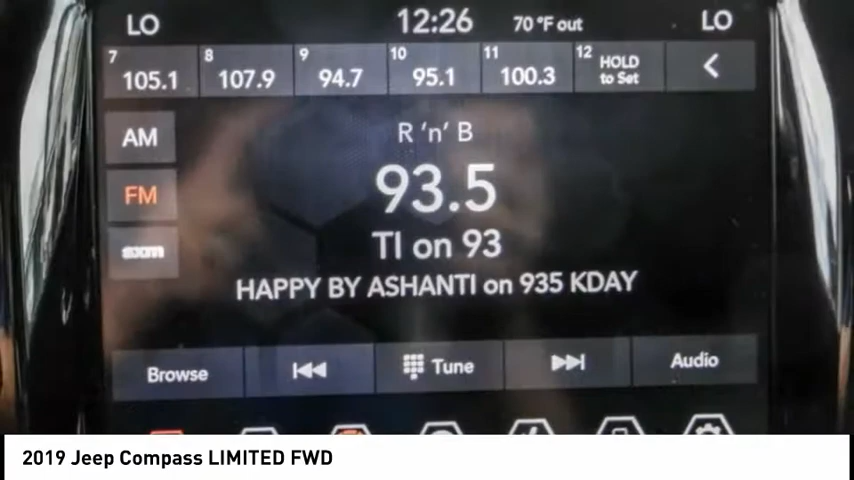 LO 12:26 70 °F out LO
7 105.1 8 107.9 9 94.7 10 95.1 11 100.3 12 HOLD to Set <
AM
R 'n' B
FM
93.5
TI on 93
HAPPY BY ASHANTI on 935 KDAY
Browse Tune Audio
2019 Jeep Compass LIMITED FWD